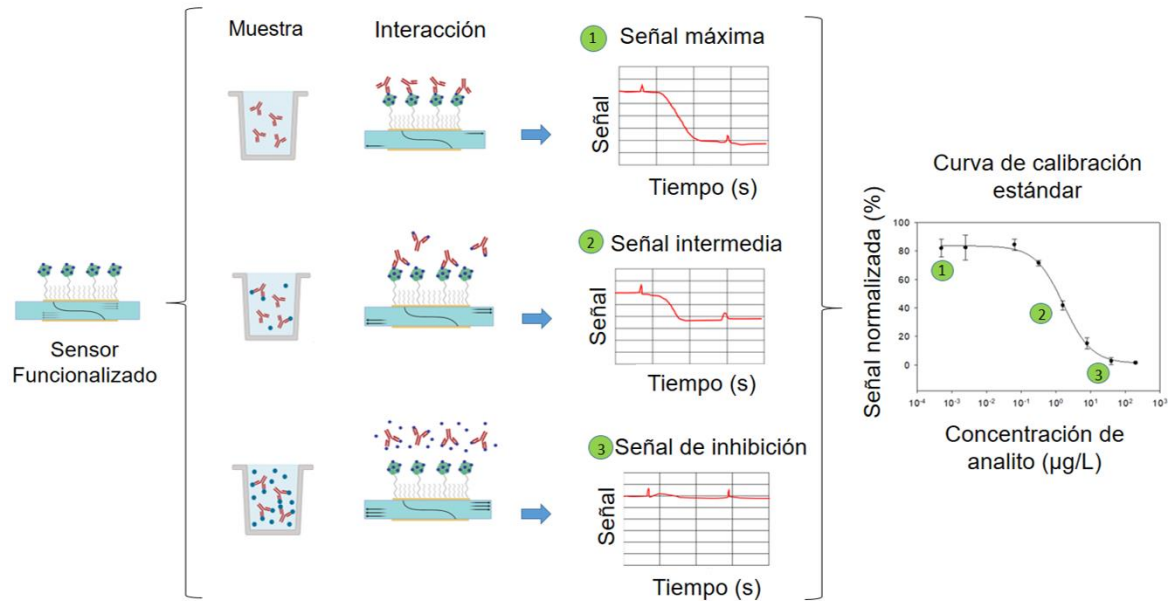 Muestra
Interacción
1 Señal máxima
Señal
Tiempo (s)
2 Señal intermedia
Señal
Tiempo (s)
3 Señal de inhibición
Señal
Tiempo (s)
Sensor
Funcionalizado
Curva de calibración
estándar
Señal normalizada (%)
100
80
60
40
20
0
1
2
3
10⁻⁴ 10⁻³ 10⁻² 10⁻¹ 10⁰ 10¹ 10² 10³
Concentración de
analito (µg/L)